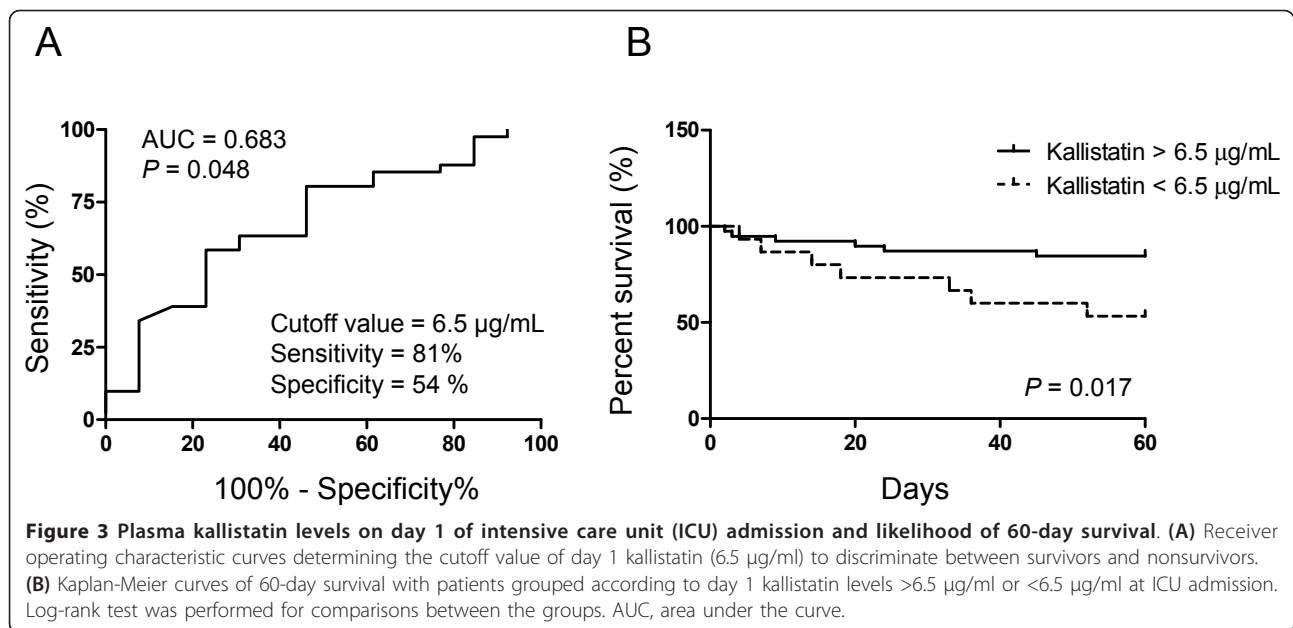 A
Sensitivity (%)
100
75
50
25
0
AUC = 0.683
P = 0.048
Cutoff value = 6.5 µg/mL
Sensitivity = 81%
Specificity = 54 %
0 20 40 60 80 100
100% - Specificity%
B
Percent survival (%)
150
100
50
0
Kallistatin > 6.5 µg/mL
Kallistatin < 6.5 µg/mL
P = 0.017
0 20 40 60
Days
Figure 3 Plasma kallistatin levels on day 1 of intensive care unit (ICU) admission and likelihood of 60-day survival. (A) Receiver
operating characteristic curves determining the cutoff value of day 1 kallistatin (6.5 µg/ml) to discriminate between survivors and nonsurvivors.
(B) Kaplan-Meier curves of 60-day survival with patients grouped according to day 1 kallistatin levels >6.5 µg/ml or <6.5 µg/ml at ICU admission.
Log-rank test was performed for comparisons between the groups. AUC, area under the curve.